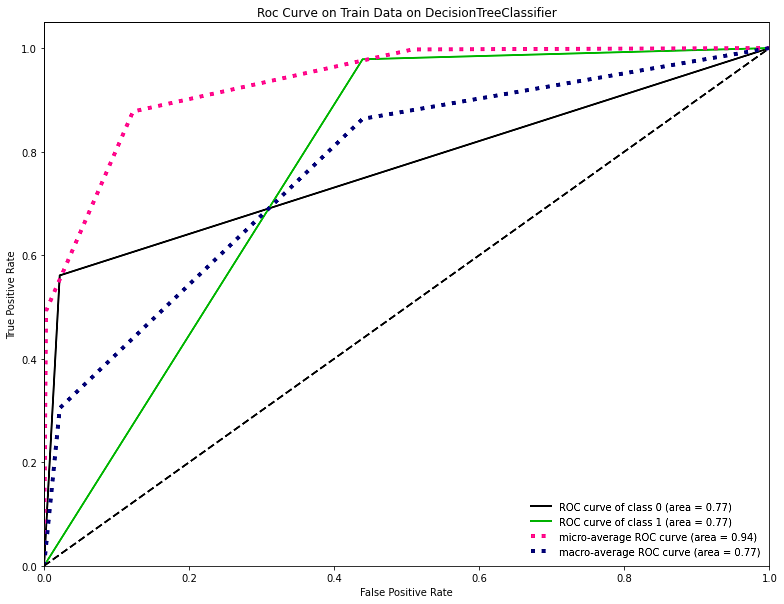 Roc Curve on Train Data on DecisionTreeClassifier
1.0
0.8
0.6
0.4
0.2
0.0
True Positive Rate
ROC curve of class 0 (area = 0.77)
ROC curve of class 1 (area = 0.77)
micro-average ROC curve (area = 0.94)
macro-average ROC curve (area = 0.77)
0.0 0.2 0.4 0.6 0.8 1.0
False Positive Rate